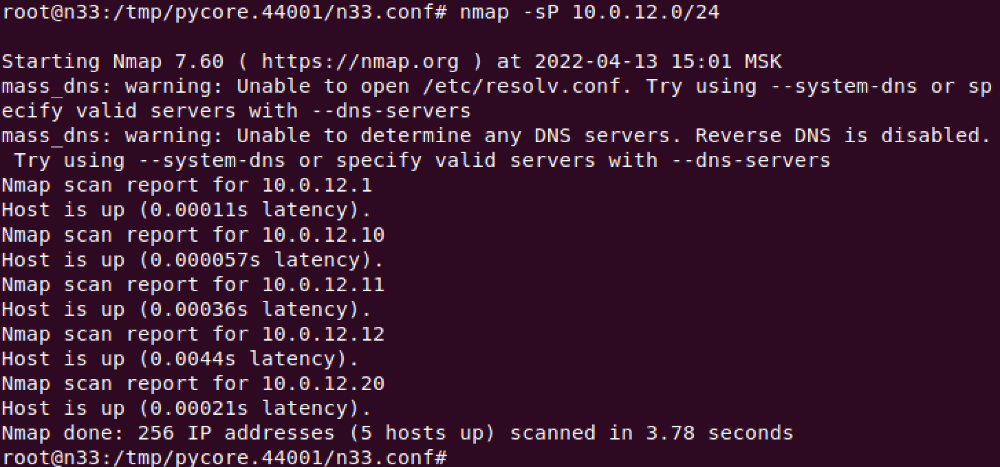 root@n33:/tmp/pycore.44001/n33.conf# nmap -sP 10.0.12.0/24
Starting Nmap 7.60 ( https://nmap.org ) at 2022-04-13 15:01 MSK
mass_dns: warning: Unable to open /etc/resolv.conf. Try using --system-dns or sp
ecify valid servers with --dns-servers
mass_dns: warning: Unable to determine any DNS servers. Reverse DNS is disabled.
 Try using --system-dns or specify valid servers with --dns-servers
Nmap scan report for 10.0.12.1
Host is up (0.00011s latency).
Nmap scan report for 10.0.12.10
Host is up (0.000057s latency).
Nmap scan report for 10.0.12.11
Host is up (0.00036s latency).
Nmap scan report for 10.0.12.12
Host is up (0.0044s latency).
Nmap scan report for 10.0.12.20
Host is up (0.00021s latency).
Nmap done: 256 IP addresses (5 hosts up) scanned in 3.78 seconds
root@n33:/tmp/pycore.44001/n33.conf#